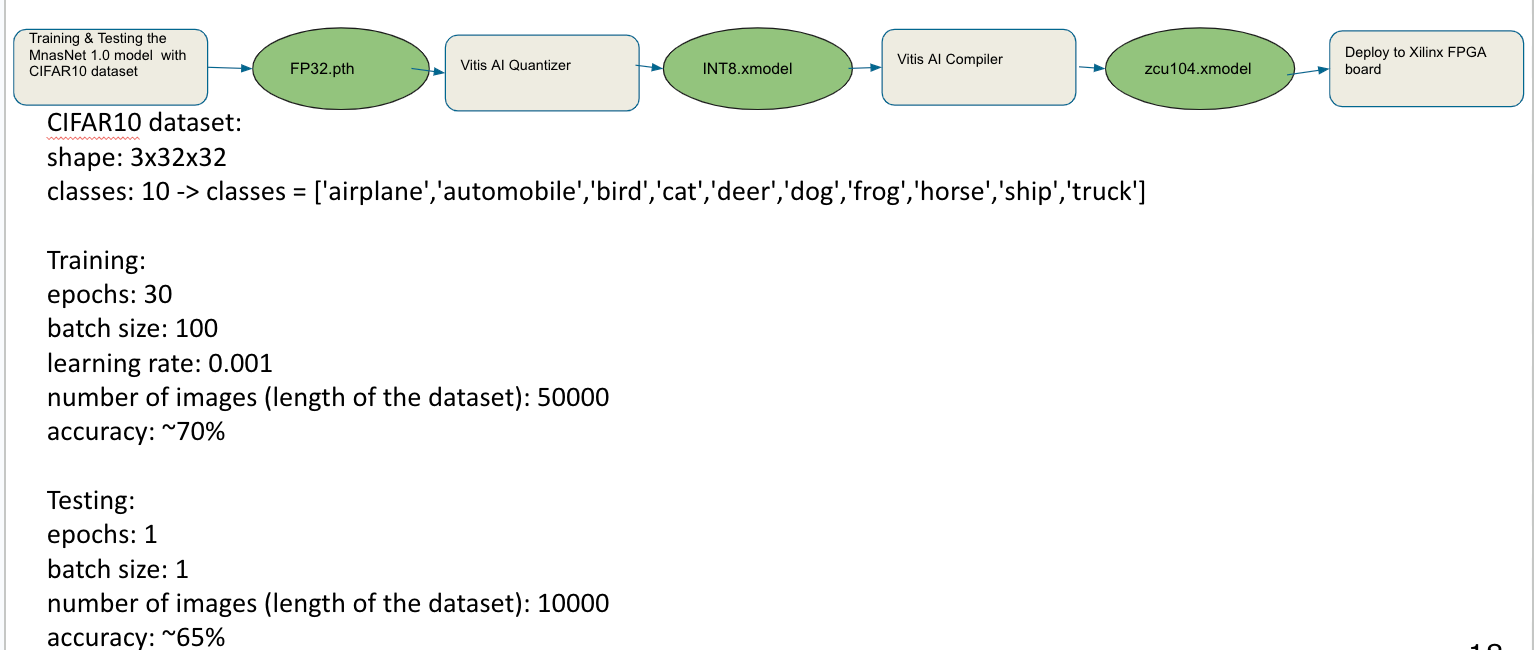 Training & Testing the
MnasNet 1.0 model with
CIFAR10 dataset
FP32.pth
Vitis AI Quantizer
INT8.xmodel
Vitis AI Compiler
zcu104.xmodel
Deploy to Xilinx FPGA
board
CIFAR10 dataset:
shape: 3x32x32
classes: 10 -> classes = ['airplane','automobile','bird','cat','deer','dog','frog','horse','ship','truck']
Training:
epochs: 30
batch size: 100
learning rate: 0.001
number of images (length of the dataset): 50000
accuracy: ~70%
Testing:
epochs: 1
batch size: 1
number of images (length of the dataset): 10000
accuracy: ~65%